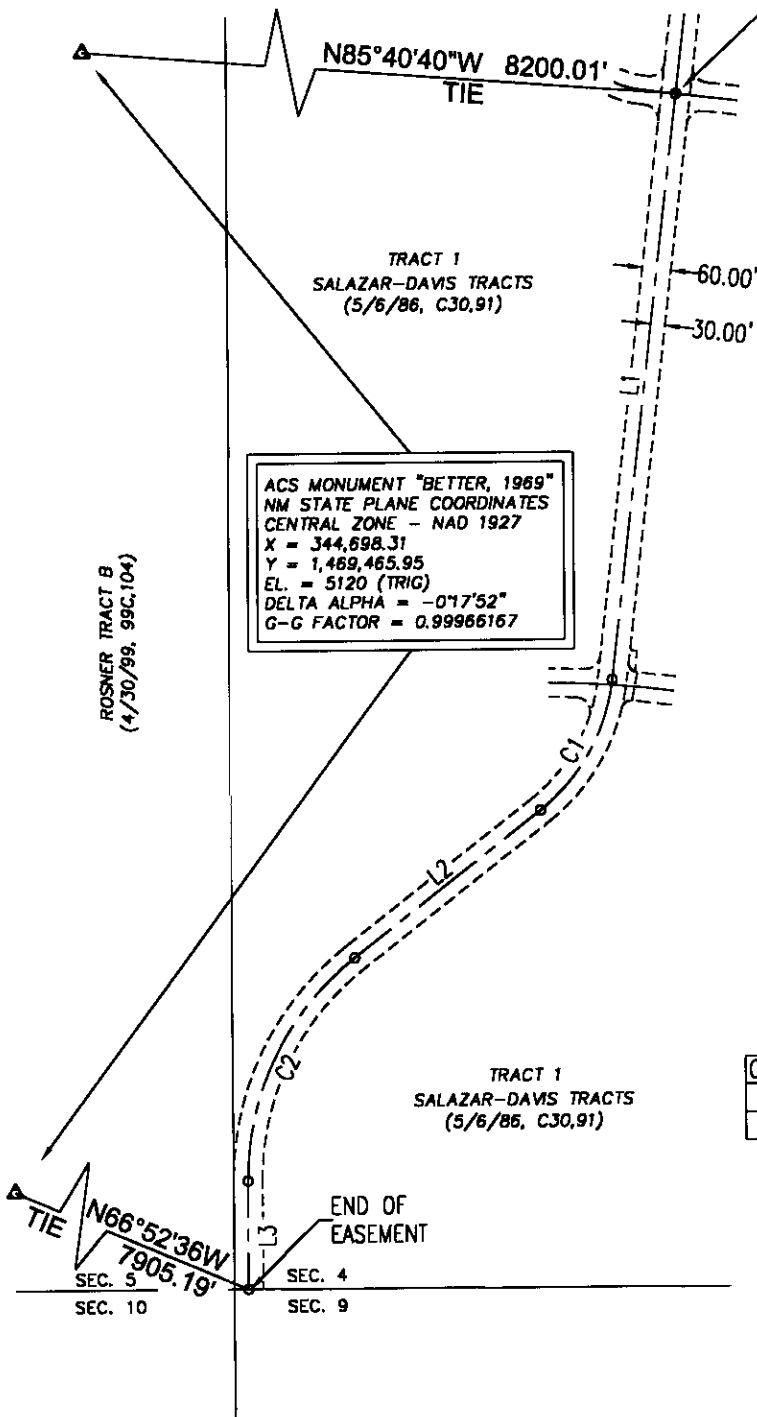 N85°40'40"W 8200.01'
TIE
TRACT 1
SALAZAR-DAVIS TRACTS
(5/6/86, C30,91)
60.00'
30.00'
L1
ACS MONUMENT "BETTER, 1969"
NM STATE PLANE COORDINATES
CENTRAL ZONE - NAD 1927
X = 344,698.31
Y = 1,469,465.95
EL. = 5120 (TRIG)
DELTA ALPHA = -0°17'52"
G-G FACTOR = 0.99966167
ROSNER TRACT B
(4/30/99, 99C,104)
C1
L2
C2
TRACT 1
SALAZAR-DAVIS TRACTS
(5/6/86, C30,91)
END OF
EASEMENT
L3
TIE
N66°52'36W
7905.19'
SEC. 5
SEC. 4
SEC. 10
SEC. 9